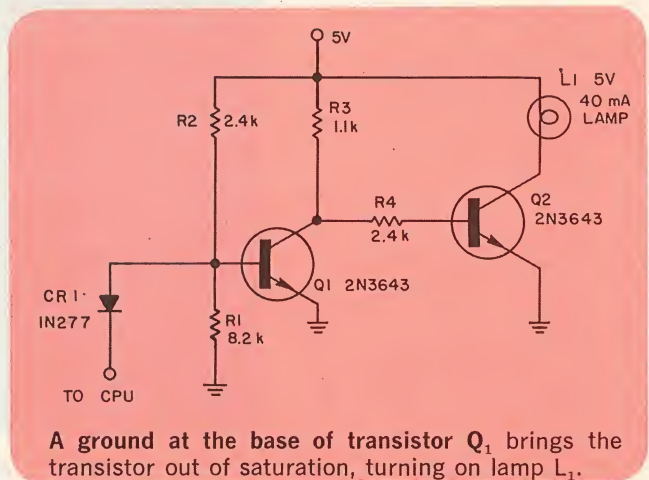 5V
L1 5V
40 mA
LAMP
R2 2.4k
R3
1.1k
R4
2.4k
Q2
2N3643
Q1 2N3643
CR1
1N277
R1
8.2k
TO CPU
A ground at the base of transistor Q₁ brings the
transistor out of saturation, turning on lamp L₁.